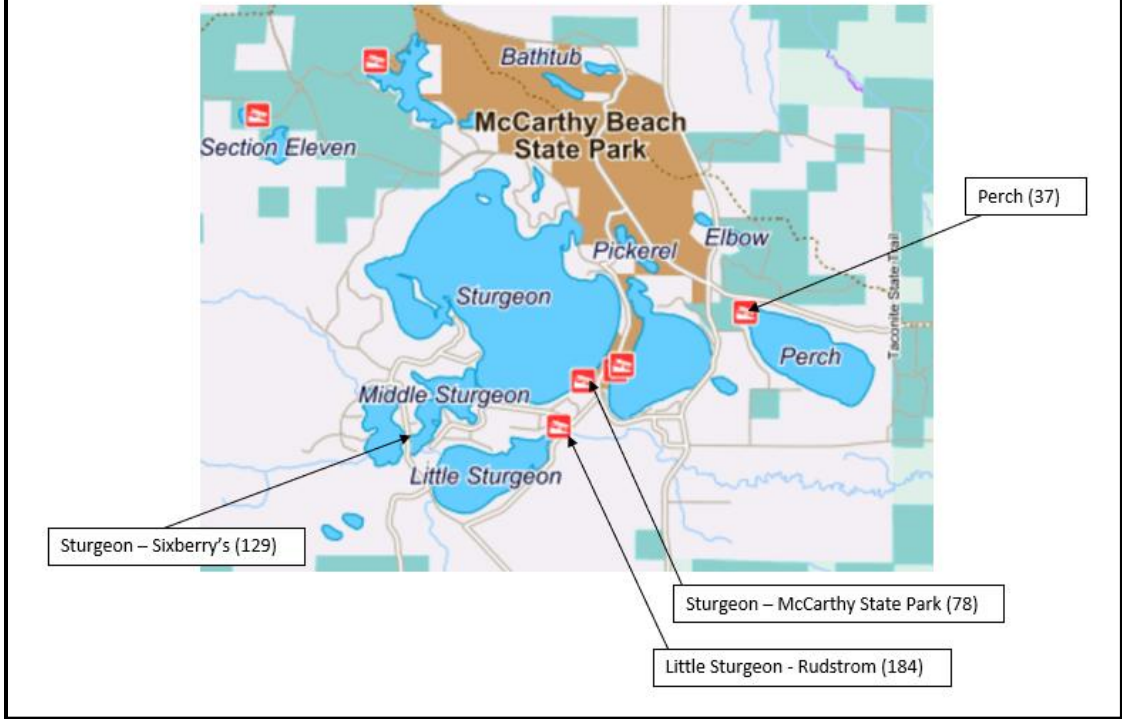 Bathtub
McCarthy Beach
State Park
Section Eleven
Perch (37)
Elbow
Pickerel
Sturgeon
Taconite State Trail
Perch
Middle Sturgeon
Little Sturgeon
Sturgeon – Sixberry's (129)
Sturgeon – McCarthy State Park (78)
Little Sturgeon - Rudstrom (184)